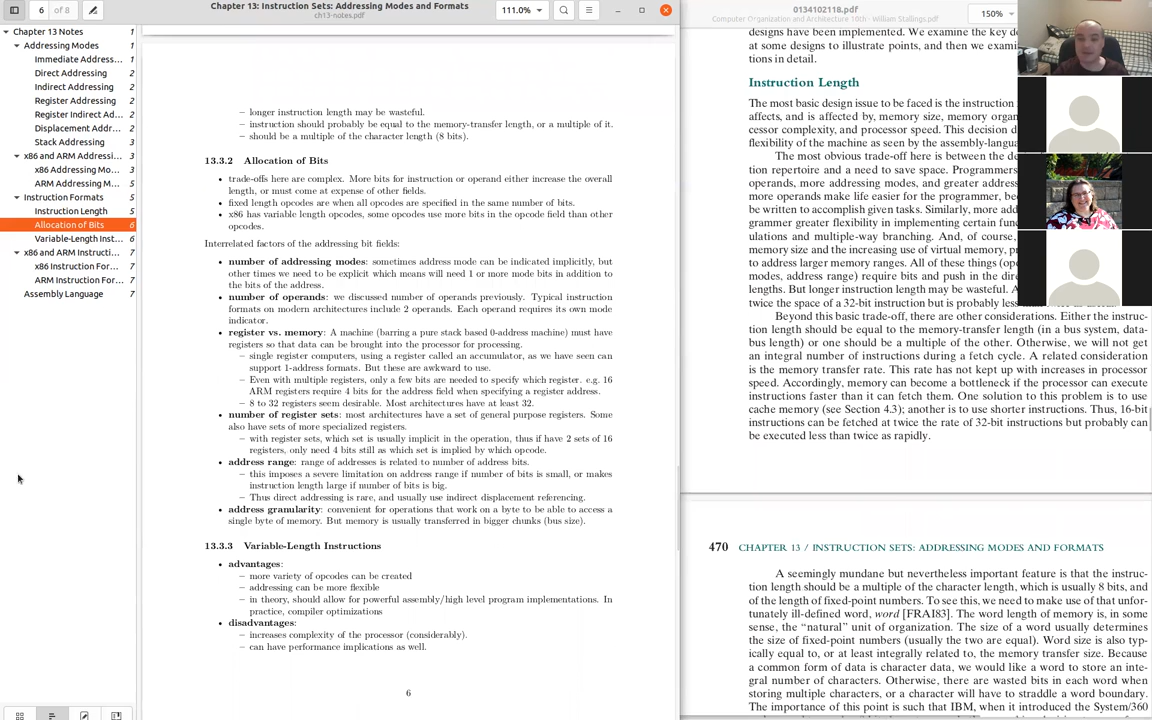 6
of 8
Chapter 13: Instruction Sets: Addressing Modes and Formats
ch13-notes.pdf
111.0%
Chapter 13 Notes 1
Addressing Modes 1
Immediate Address... 1
Direct Addressing 2
Indirect Addressing 2
Register Addressing 2
Register Indirect Ad... 2
Displacement Addr... 2
Stack Addressing 3
x86 and ARM Addressi... 3
x86 Addressing Mo... 3
ARM Addressing M... 5
Instruction Formats 5
Instruction Length 5
Allocation of Bits 6
Variable-Length Inst... 6
x86 and ARM Instructi... 7
x86 Instruction For... 7
ARM Instruction For... 7
Assembly Language 7
– longer instruction length may be wasteful.
– instruction should probably be equal to the memory-transfer length, or a multiple of it.
– should be a multiple of the character length (8 bits).
13.3.2 Allocation of Bits
• trade-offs here are complex. More bits for instruction or operand either increase the overall
length, or must come at expense of other fields.
• fixed length opcodes are when all opcodes are specified in the same number of bits.
• x86 has variable length opcodes, some opcodes use more bits in the opcode field than other
opcodes.
Interrelated factors of the addressing bit fields:
• number of addressing modes: sometimes address mode can be indicated implicitly, but
other times we need to be explicit which means will need 1 or more mode bits in addition to
the bits of the address.
• number of operands: we discussed number of operands previously. Typical instruction
formats on modern architectures include 2 operands. Each operand requires its own mode
indicator.
• register vs. memory: A machine (barring a pure stack based 0-address machine) must have
registers so that data can be brought into the processor for processing.
– single register computers, using a register called an accumulator, as we have seen can
support 1-address formats. But these are awkward to use.
– Even with multiple registers, only a few bits are needed to specify which register. e.g. 16
ARM registers require 4 bits for the address field when specifying a register address.
– 8 to 32 registers seem desirable. Most architectures have at least 32.
• number of register sets: most architectures have a set of general purpose registers. Some
also have sets of more specialized registers.
– with register sets, which set is usually implicit in the operation, thus if have 2 sets of 16
registers, only need 4 bits still as which set is implied by which opcode.
• address range: range of addresses is related to number of address bits.
– this imposes a severe limitation on address range if number of bits is small, or makes
instruction length large if number of bits is big.
– Thus direct addressing is rare, and usually use indirect displacement referencing.
• address granularity: convenient for operations that work on a byte to be able to access a
single byte of memory. But memory is usually transferred in bigger chunks (bus size).
13.3.3 Variable-Length Instructions
• advantages:
– more variety of opcodes can be created
– addressing can be more flexible
– in theory, should allow for powerful assembly/high level program implementations. In
practice, compiler optimizations
• disadvantages:
– increases complexity of the processor (considerably).
– can have performance implications as well.
6
0134102118.pdf
Computer Organization and Architecture 10th - William Stallings.pdf
150%
designs have been implemented. We examine the key d
at some designs to illustrate points, and then we exami
tions in detail.
Instruction Length
The most basic design issue to be faced is the instruction
affects, and is affected by, memory size, memory organ
cessor complexity, and processor speed. This decision d
flexibility of the machine as seen by the assembly-langua
The most obvious trade-off here is between the de
tion repertoire and a need to save space. Programmers
operands, more addressing modes, and greater address
more operands make life easier for the programmer, bec
be written to accomplish given tasks. Similarly, more add
grammer greater flexibility in implementing certain func
ulations and multiple-way branching. And, of course,
memory size and the increasing use of virtual memory, pr
to address larger memory ranges. All of these things (opc
modes, address range) require bits and push in the d
lengths. But longer instruction length may be wasteful. A
twice the space of a 32-bit instruction but is probably less
Beyond this basic trade-off, there are other considerations. Either the instruc-
tion length should be equal to the memory-transfer length (in a bus system, data-
bus length) or one should be a multiple of the other. Otherwise, we will not get
an integral number of instructions during a fetch cycle. A related consideration
is the memory transfer rate. This rate has not kept up with increases in processor
speed. Accordingly, memory can become a bottleneck if the processor can execute
instructions faster than it can fetch them. One solution to this problem is to use
cache memory (see Section 4.3); another is to use shorter instructions. Thus, 16-bit
instructions can be fetched at twice the rate of 32-bit instructions but probably can
be executed less than twice as rapidly.
470 CHAPTER 13 / INSTRUCTION SETS: ADDRESSING MODES AND FORMATS
A seemingly mundane but nevertheless important feature is that the instruc-
tion length should be a multiple of the character length, which is usually 8 bits, and
of the length of fixed-point numbers. To see this, we need to make use of that unfor-
tunately ill-defined word, word [FRAI83]. The word length of memory is, in some
sense, the “natural” unit of organization. The size of a word usually determines
the size of fixed-point numbers (usually the two are equal). Word size is also typ-
ically equal to, or at least integrally related to, the memory transfer size. Because
a common form of data is character data, we would like a word to store an inte-
gral number of characters. Otherwise, there are wasted bits in each word when
storing multiple characters, or a character will have to straddle a word boundary.
The importance of this point is such that IBM, when it introduced the System/360